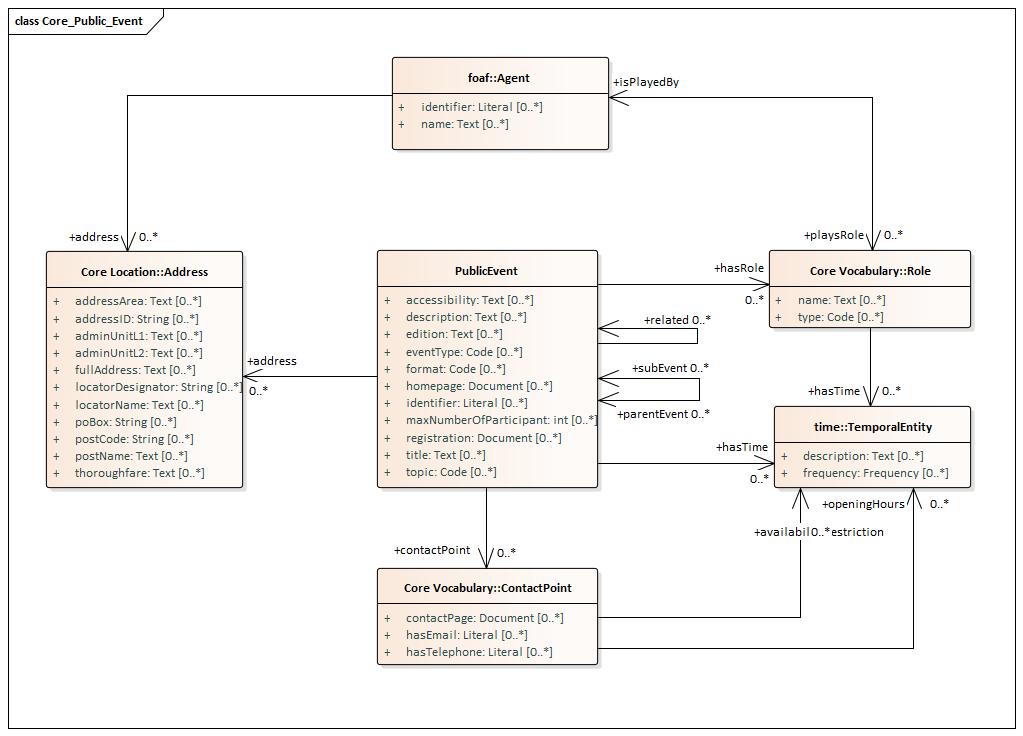 class Core_Public_Event
foaf::Agent
+ identifier: Literal [0..*]
+ name: Text [0..*]
+isPlayedBy
+address 0..*
+playsRole 0..*
Core Location::Address
+ addressArea: Text [0..*]
+ addressID: String [0..*]
+ adminUnitL1: Text [0..*]
+ adminUnitL2: Text [0..*]
+ fullAddress: Text [0..*]
+ locatorDesignator: String [0..*]
+ locatorName: Text [0..*]
+ poBox: String [0..*]
+ postCode: String [0..*]
+ postName: Text [0..*]
+ thoroughfare: Text [0..*]
+address
0..*
PublicEvent
+ accessibility: Text [0..*]
+ description: Text [0..*]
+ edition: Text [0..*]
+ eventType: Code [0..*]
+ format: Code [0..*]
+ homepage: Document [0..*]
+ identifier: Literal [0..*]
+ maxNumberOfParticipant: int [0..*]
+ registration: Document [0..*]
+ title: Text [0..*]
+ topic: Code [0..*]
+hasRole
0..*
+related 0..*
+subEvent 0..*
+parentEvent 0..*
+hasTime
0..*
Core Vocabulary::Role
+ name: Text [0..*]
+ type: Code [0..*]
+hasTime 0..*
time::TemporalEntity
+ description: Text [0..*]
+ frequency: Frequency [0..*]
+openingHours 0..*
+availabil 0..* estriction
+contactPoint 0..*
Core Vocabulary::ContactPoint
+ contactPage: Document [0..*]
+ hasEmail: Literal [0..*]
+ hasTelephone: Literal [0..*]